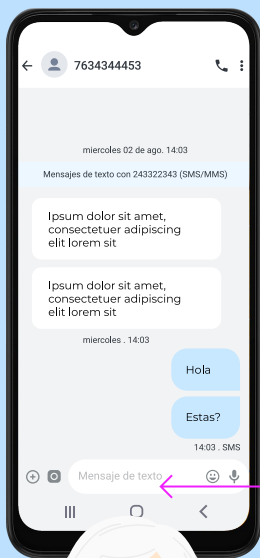 7634344453
miercoles 02 de ago. 14:03
Mensajes de texto con 243322343 (SMS/MMS)
Ipsum dolor sit amet,
consectetuer adipiscing
elit lorem sit
Ipsum dolor sit amet,
consectetuer adipiscing
elit lorem sit
miercoles . 14:03
Hola
Estas?
14:03 . SMS
Mensaje de texto